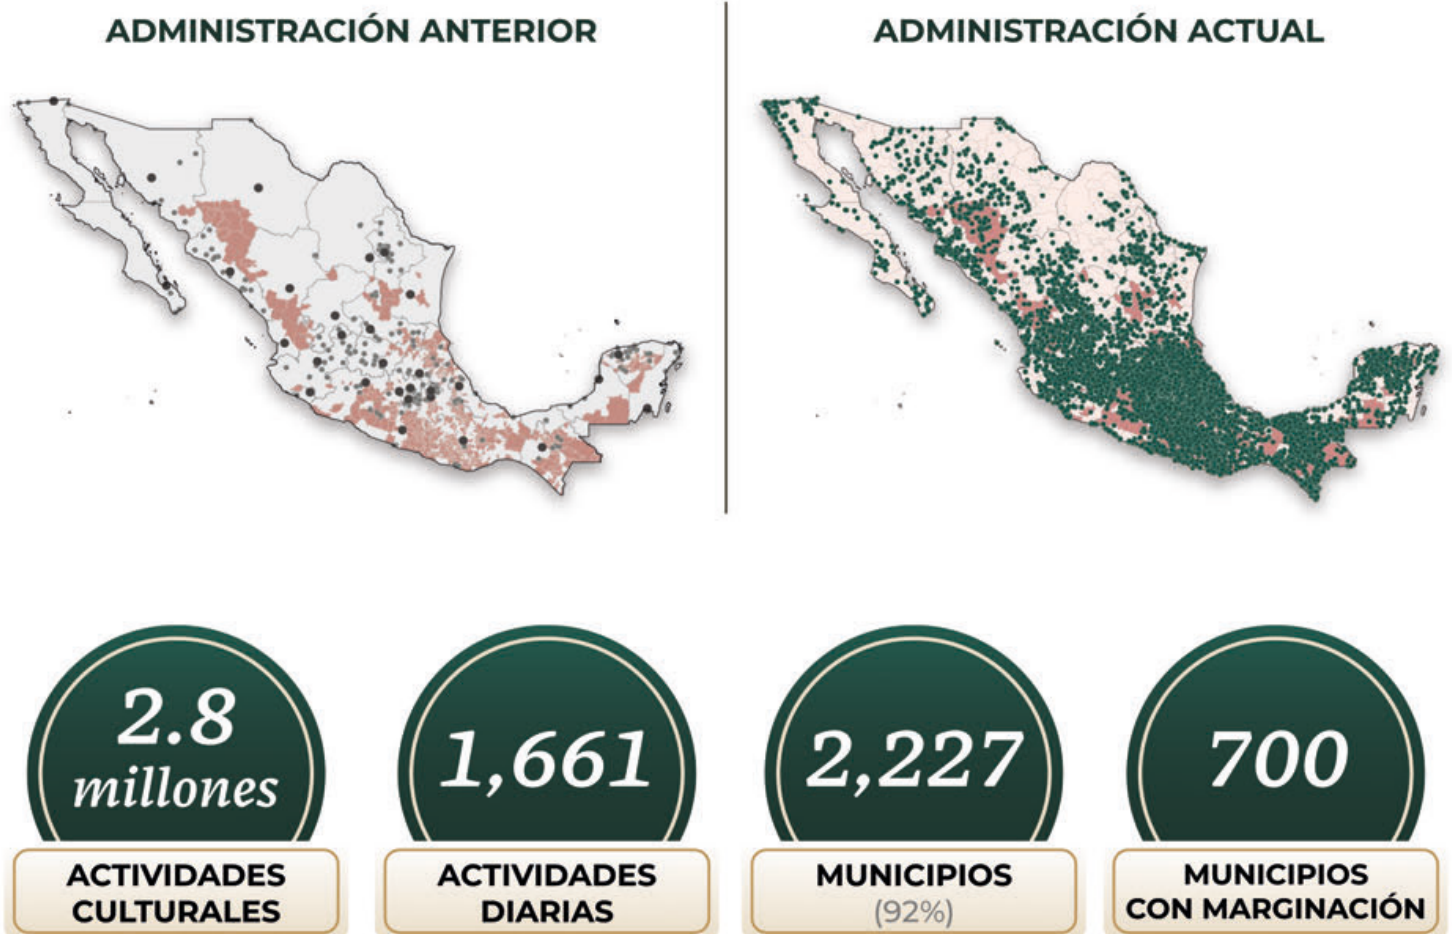 ADMINISTRACIÓN ANTERIOR
ADMINISTRACIÓN ACTUAL
2.8
millones
ACTIVIDADES
CULTURALES
1,661
ACTIVIDADES
DIARIAS
2,227
MUNICIPIOS
(92%)
700
MUNICIPIOS
CON MARGINACIÓN